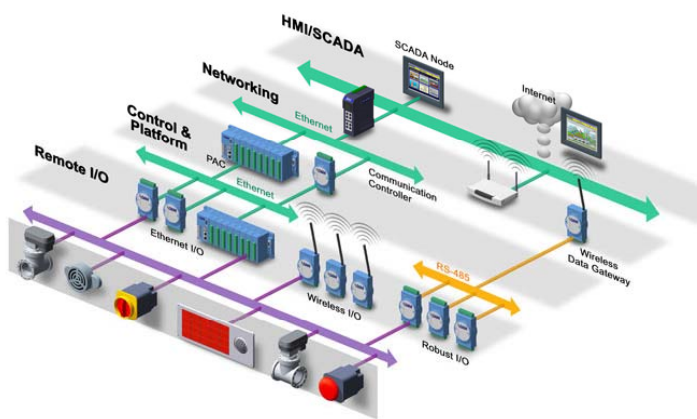 HMI/SCADA
SCADA Node
Networking
Internet
Ethernet
Control &
Platform
PAC
Communication
Controller
Remote I/O
Ethernet
Ethernet I/O
Wireless
Data Gateway
RS-485
Wireless I/O
Robust I/O